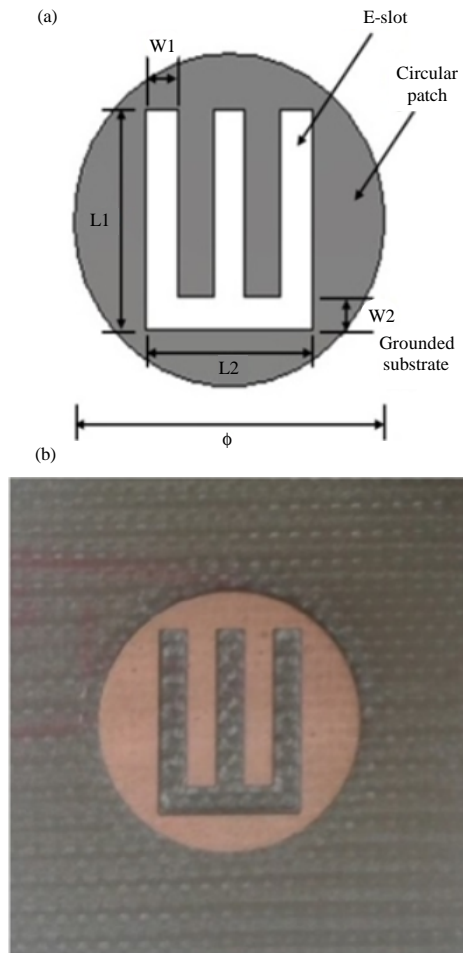 (a)
E-slot
W1
Circular
patch
L1
W2
Grounded
substrate
L2
ϕ
(b)